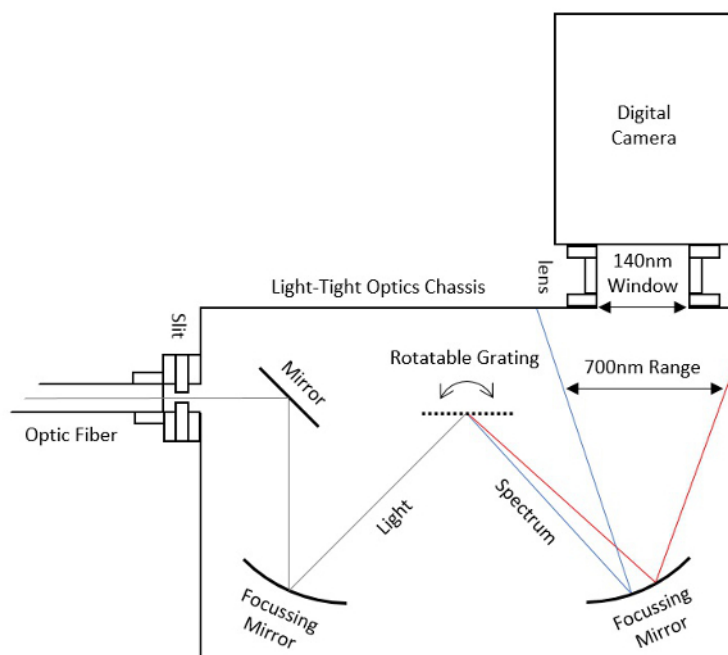 Digital
Camera
lens
140nm
Window
Light-Tight Optics Chassis
Slit
Mirror
Rotatable Grating
700nm Range
Optic Fiber
Light
Spectrum
Focussing
Mirror
Focussing
Mirror